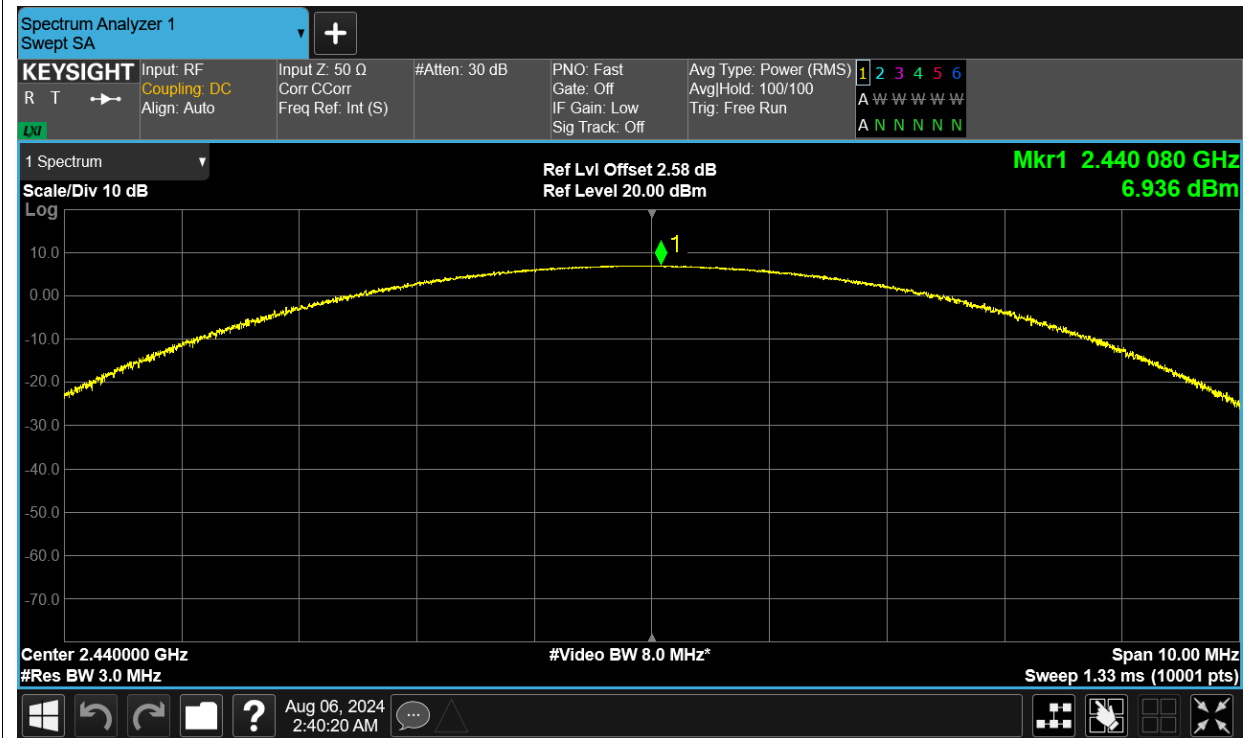 Spectrum Analyzer 1
Swept SA
KEYSIGHT
R T
LXI
Input: RF
Coupling: DC
Align: Auto
Input Z: 50 Ω
Corr CCorr
Freq Ref: Int (S)
#Atten: 30 dB
PNO: Fast
Gate: Off
IF Gain: Low
Sig Track: Off
Avg Type: Power (RMS)
Avg|Hold: 100/100
Trig: Free Run
1 2 3 4 5 6
A W W W W W
A N N N N N
1 Spectrum
Scale/Div 10 dB
Log
Ref Lvl Offset 2.58 dB
Ref Level 20.00 dBm
Mkr1 2.440 080 GHz
6.936 dBm
1
10.0
0.00
-10.0
-20.0
-30.0
-40.0
-50.0
-60.0
-70.0
Center 2.440000 GHz
#Res BW 3.0 MHz
#Video BW 8.0 MHz*
Span 10.00 MHz
Sweep 1.33 ms (10001 pts)
?
Aug 06, 2024
2:40:20 AM